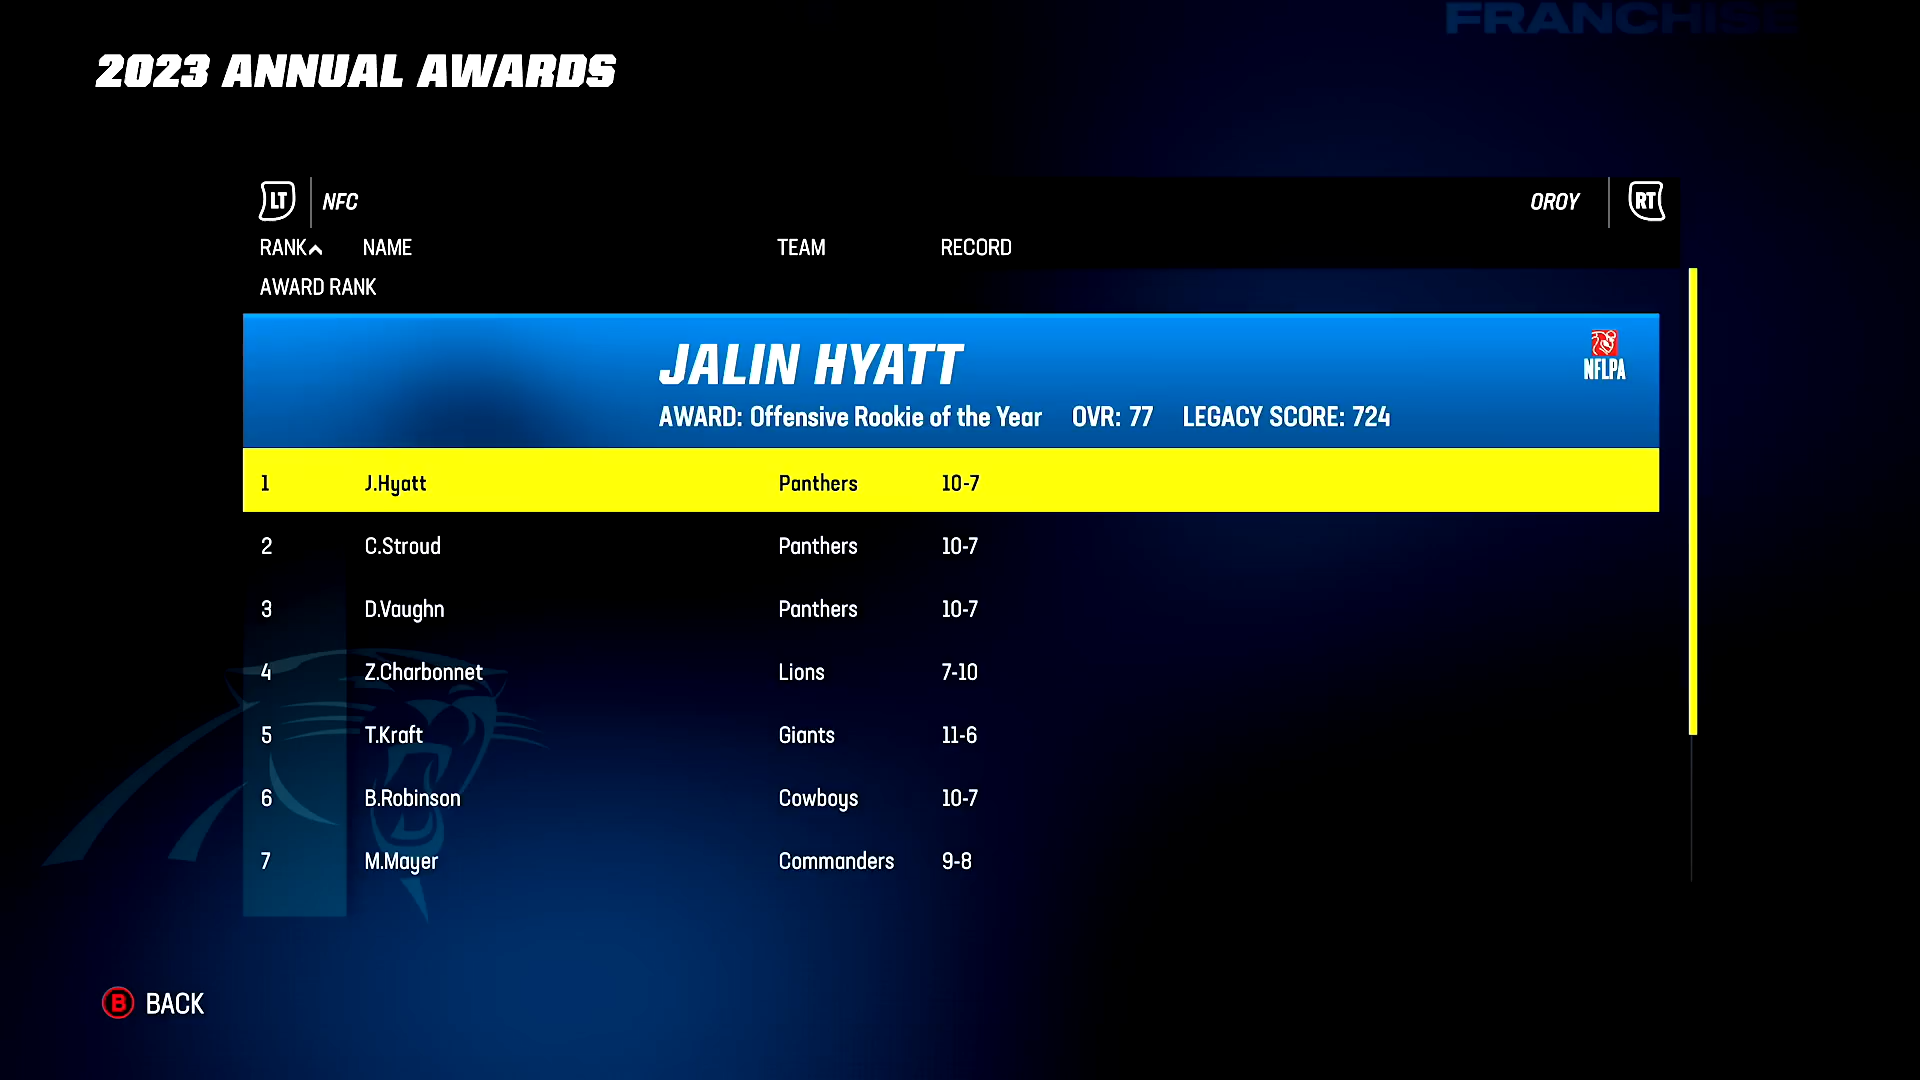 FRANCHISE
2023 ANNUAL AWARDS
LT NFC OROY RT
RANK NAME TEAM RECORD
AWARD RANK
JALIN HYATT
NFLPA
AWARD: Offensive Rookie of the Year OVR: 77 LEGACY SCORE: 724
1 J.Hyatt Panthers 10-7
2 C.Stroud Panthers 10-7
3 D.Vaughn Panthers 10-7
4 Z.Charbonnet Lions 7-10
5 T.Kraft Giants 11-6
6 B.Robinson Cowboys 10-7
7 M.Mayer Commanders 9-8
B BACK